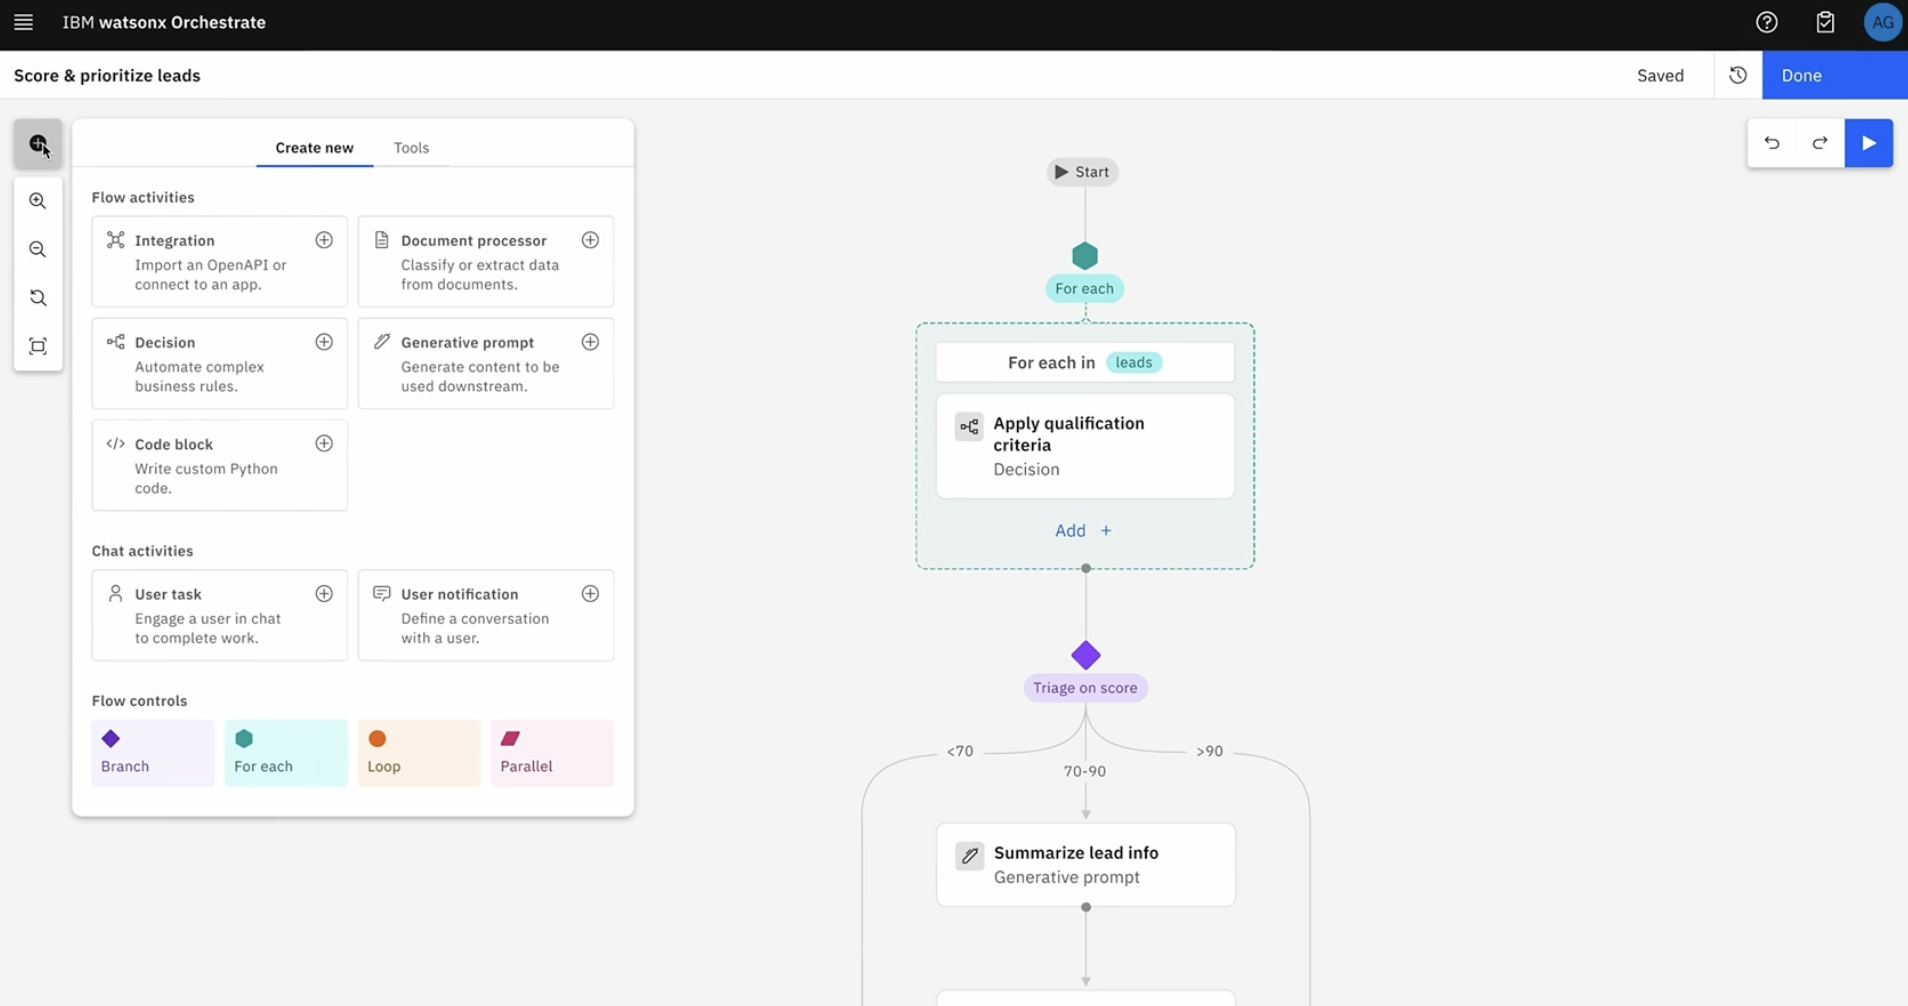 IBM watsonx Orchestrate
AG
Score & prioritize leads
Saved
Done
Create new
Tools
Flow activities
Integration
Import an OpenAPI or
connect to an app.
Document processor
Classify or extract data
from documents.
Decision
Automate complex
business rules.
Generative prompt
Generate content to be
used downstream.
Code block
Write custom Python
code.
Chat activities
User task
Engage a user in chat
to complete work.
User notification
Define a conversation
with a user.
Flow controls
Branch
For each
Loop
Parallel
Start
For each
For each in leads
Apply qualification
criteria
Decision
Add +
Triage on score
<70
70-90
>90
Summarize lead info
Generative prompt